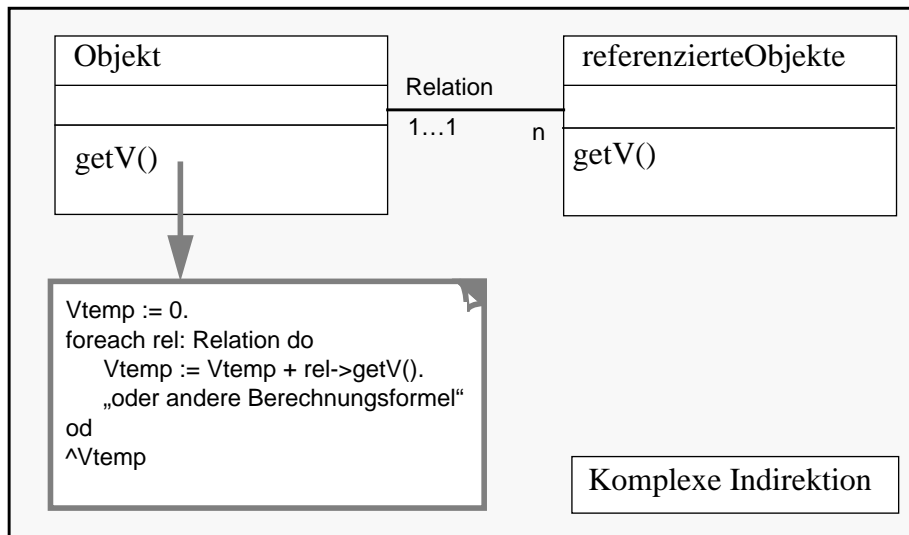 Objekt
getV()
Relation
1…1
n
referenzierteObjekte
getV()
Vtemp := 0.
foreach rel: Relation do
Vtemp := Vtemp + rel->getV().
„oder andere Berechnungsformel“
od
^Vtemp
Komplexe Indirektion